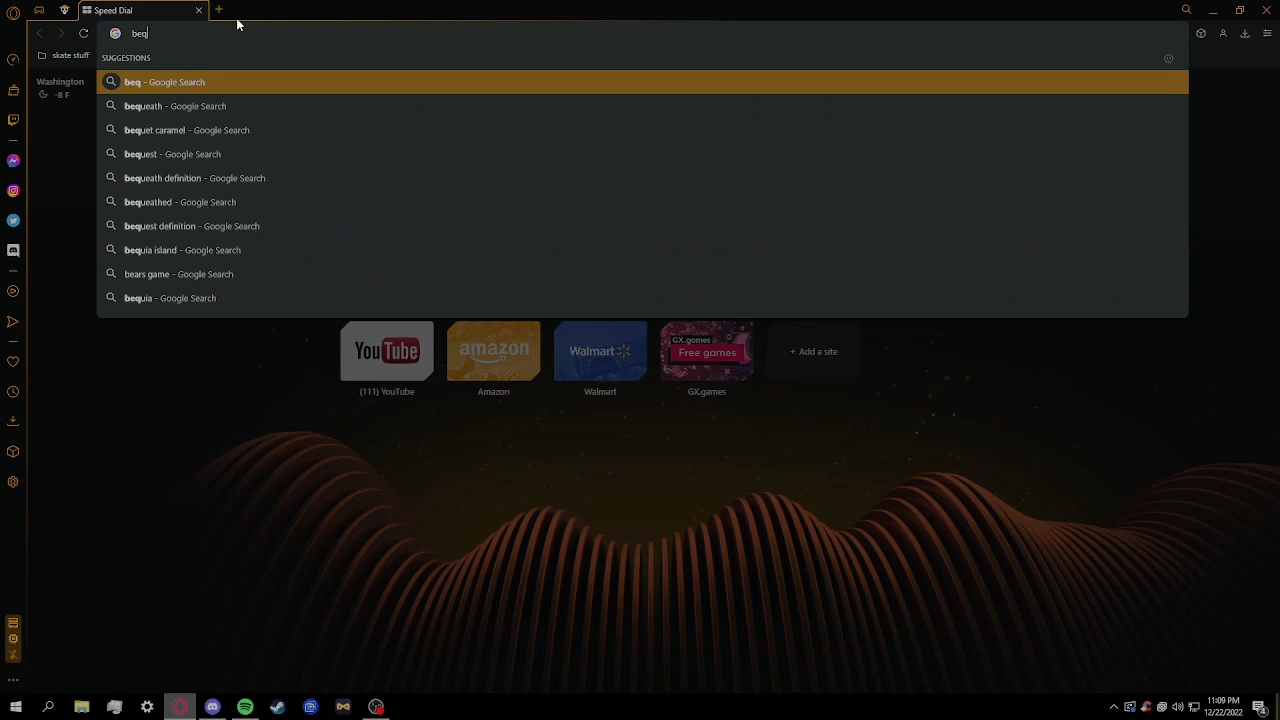 Speed Dial
beq
skate stuff
SUGGESTIONS
Washington
-8 F
beq - Google Search
bequeath - Google Search
bequet caramel - Google Search
bequest - Google Search
bequeath definition - Google Search
bequeathed - Google Search
bequest definition - Google Search
bequia island - Google Search
bears game - Google Search
bequia - Google Search
YouTube
amazon
Walmart
GX.games
Free games
+ Add a site
(111) YouTube
Amazon
Walmart
GX.games
11:09 PM
12/22/2022